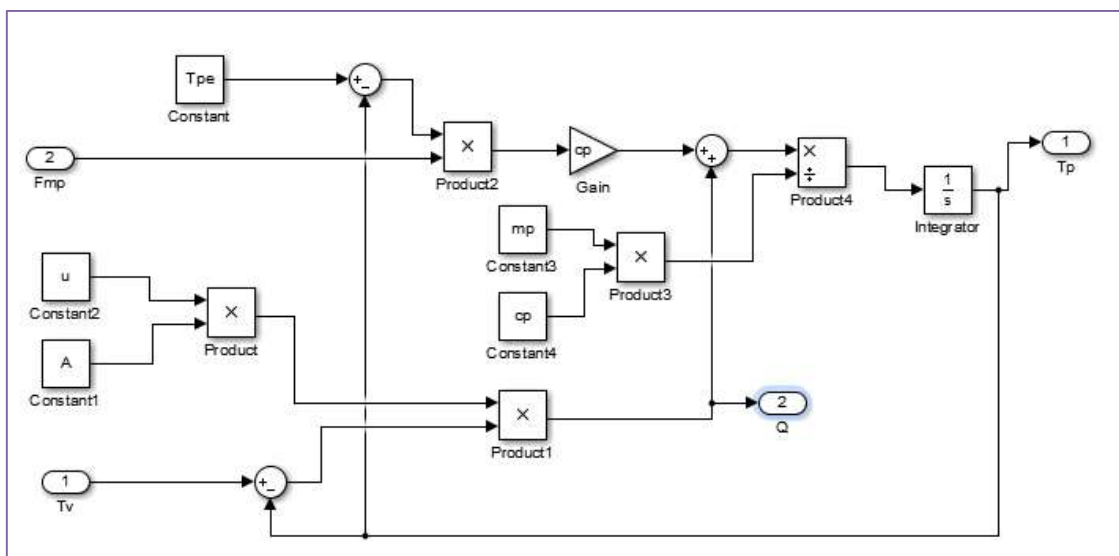 Tpe
Constant
+
−
2
Fmp
×
Product2
cp
Gain
+
+
×
÷
Product4
1
s
Integrator
1
Tp
mp
Constant3
×
Product3
cp
Constant4
u
Constant2
×
Product
A
Constant1
×
Product1
2
Q
1
Tv
+
−